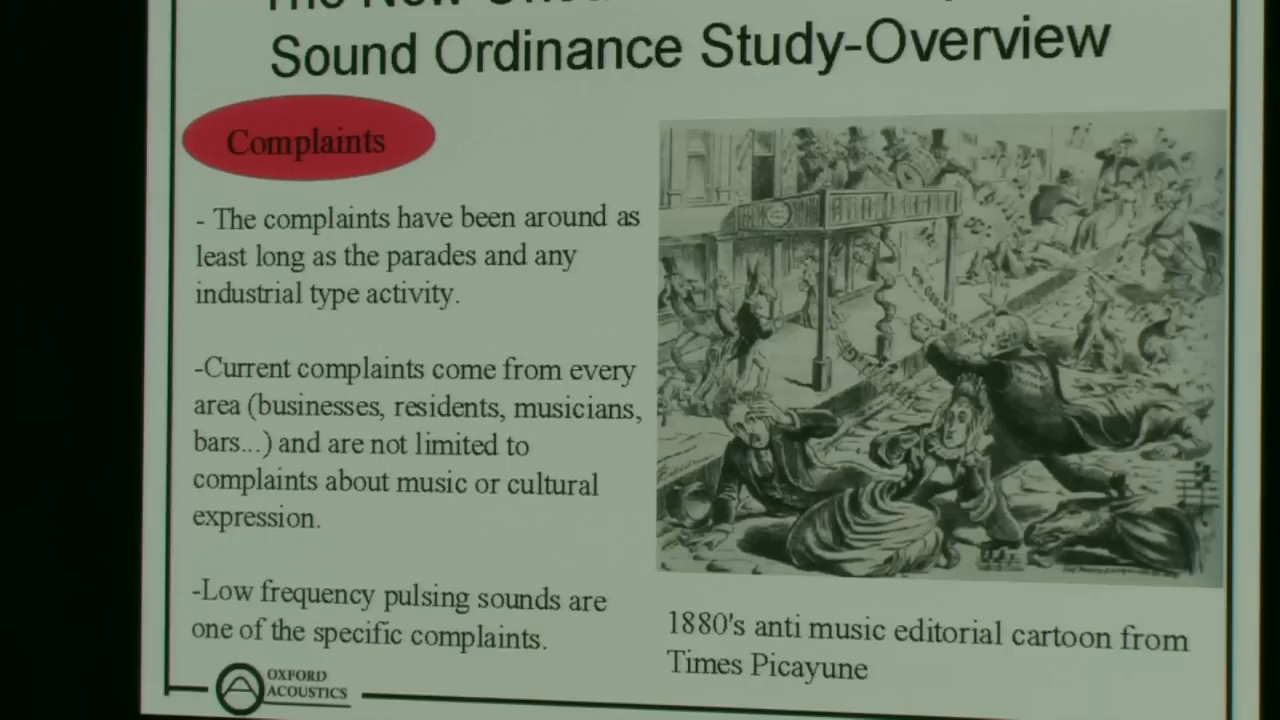 The New
Sound Ordinance Study-Overview
Complaints
- The complaints have been around as
least long as the parades and any
industrial type activity.
-Current complaints come from every
area (businesses, residents, musicians,
bars...) and are not limited to
complaints about music or cultural
expression.
-Low frequency pulsing sounds are
one of the specific complaints.
1880's anti music editorial cartoon from
Times Picayune
OXFORD
ACOUSTICS